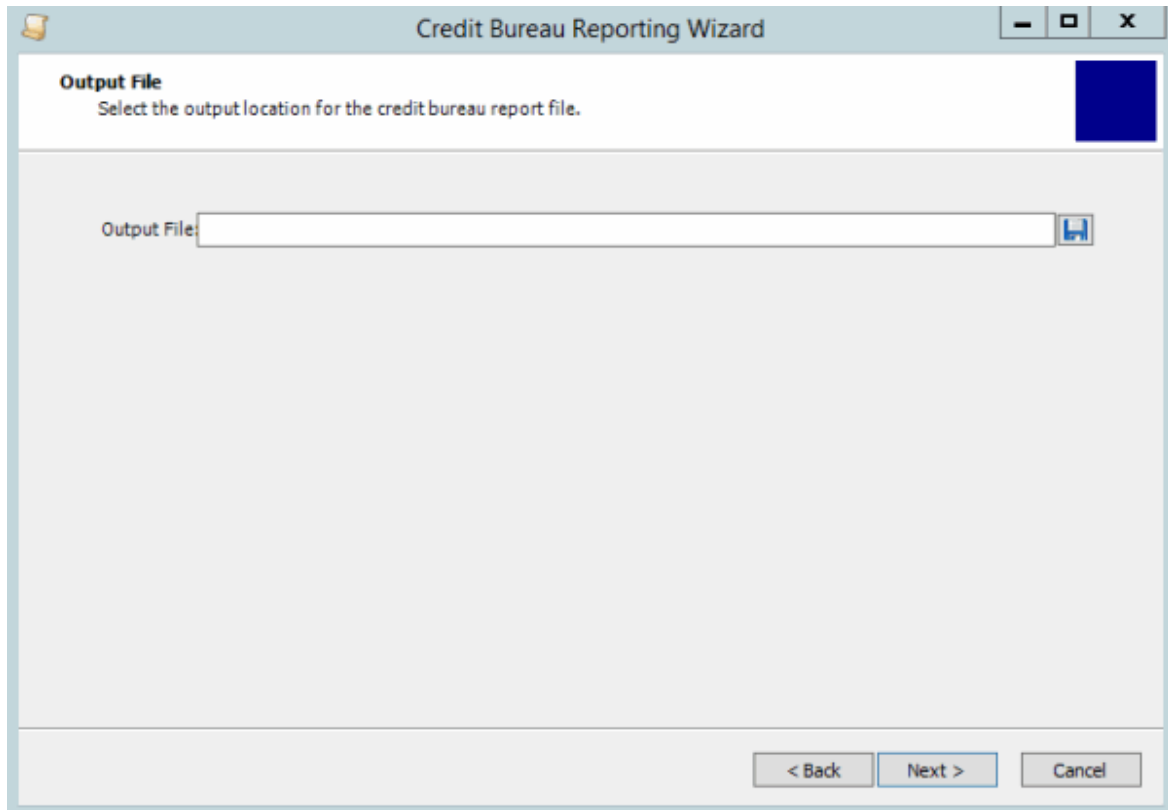 Credit Bureau Reporting Wizard
Output File
Select the output location for the credit bureau report file.
Output File:
< Back Next > Cancel